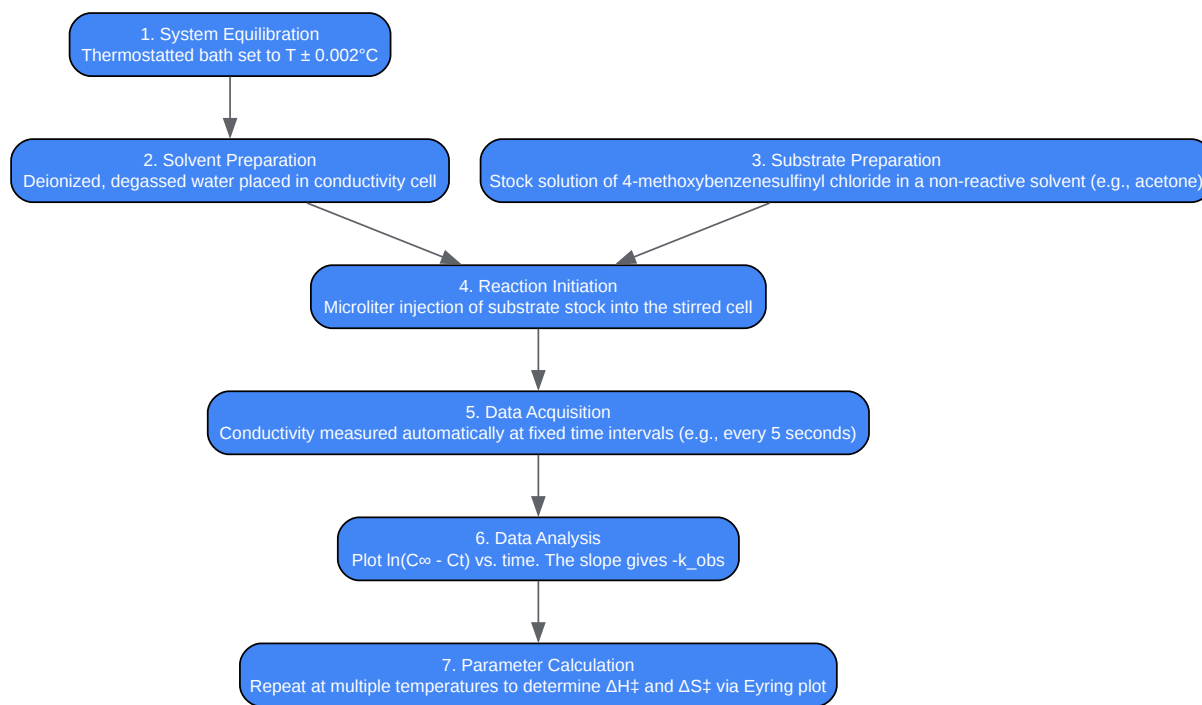 1. System Equilibration
Thermostatted bath set to T ± 0.002°C
2. Solvent Preparation
Deionized, degassed water placed in conductivity cell
3. Substrate Preparation
Stock solution of 4-methoxybenzenesulfinyl chloride in a non-reactive solvent (e.g., acetone)
4. Reaction Initiation
Microliter injection of substrate stock into the stirred cell
5. Data Acquisition
Conductivity measured automatically at fixed time intervals (e.g., every 5 seconds)
6. Data Analysis
Plot ln(C∞ - Ct) vs. time. The slope gives -k_obs
7. Parameter Calculation
Repeat at multiple temperatures to determine ΔH‡ and ΔS‡ via Eyring plot